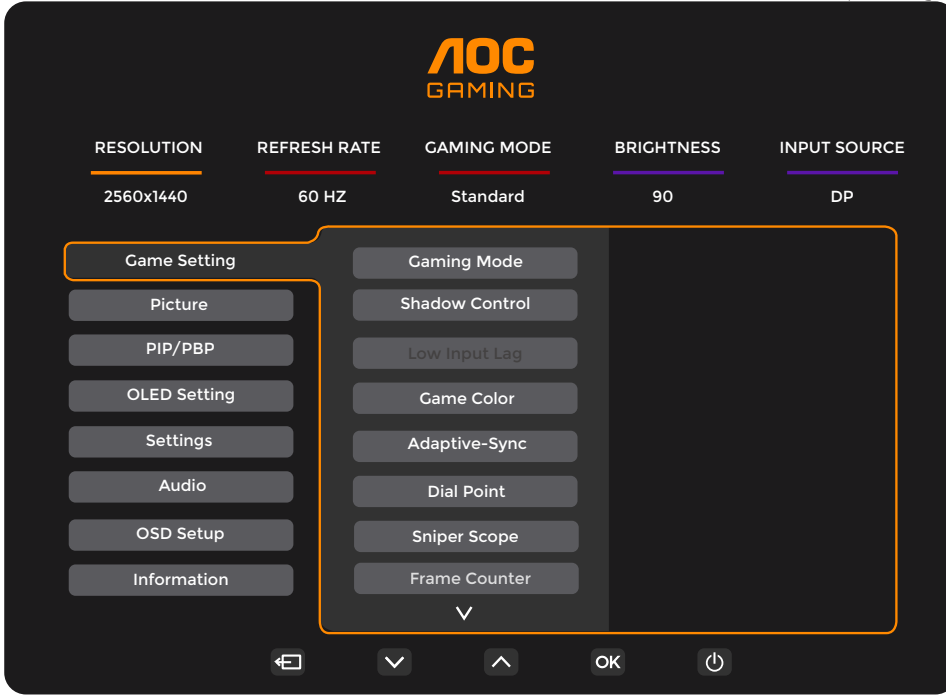 AOC
GAMING
RESOLUTION REFRESH RATE GAMING MODE BRIGHTNESS INPUT SOURCE
2560x1440 60 HZ Standard 90 DP
Game Setting
Picture
PIP/PBP
OLED Setting
Settings
Audio
OSD Setup
Information
Gaming Mode
Shadow Control
Low Input Lag
Game Color
Adaptive-Sync
Dial Point
Sniper Scope
Frame Counter
OK